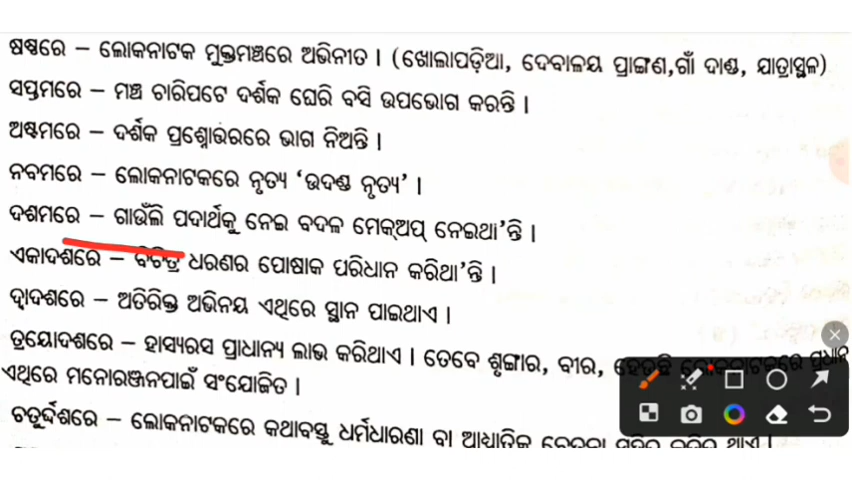 ଷଷ୍ଠରେ – ଲୋକନାଟକ ମୁକ୍ତମଞ୍ଚରେ ଅଭିନୀତ । (ଖୋଲାପଡ଼ିଆ, ଦେବାଳୟ ପ୍ରାଙ୍ଗଣ,ଗାଁ ଦାଣ୍ଡ, ଯାତ୍ରାସ୍ଥଳ)
ସପ୍ତମରେ – ମଞ୍ଚ ଚାରିପଟେ ଦର୍ଶକ ଘେରି ବସି ଉପଭୋଗ କରନ୍ତି ।
ଅଷ୍ଟମରେ – ଦର୍ଶକ ପ୍ରଶ୍ନୋତ୍ତରରେ ଭାଗ ନିଅନ୍ତି ।
ନବମରେ – ଲୋକନାଟକରେ ନୃତ୍ୟ ‘ଉଦଣ୍ଡ ନୃତ୍ୟ’ ।
ଦଶମରେ – ଗାଉଁଲି ପଦାର୍ଥକୁ ନେଇ ବଦଳ ମେକ୍ଅପ୍ ନେଇଥା’ନ୍ତି ।
ଏକାଦଶରେ – ବିଚିତ୍ର ଧରଣର ପୋଷାକ ପରିଧାନ କରିଥା’ନ୍ତି ।
ଦ୍ୱାଦଶରେ – ଅତିରିକ୍ତ ଅଭିନୟ ଏଥିରେ ସ୍ଥାନ ପାଇଥାଏ ।
ତ୍ରୟୋଦଶରେ – ହାସ୍ୟରସ ପ୍ରାଧାନ୍ୟ ଲାଭ କରିଥାଏ । ତେବେ ଶୃଙ୍ଗାର, ବୀର,
ଏଥିରେ ମନୋରଞ୍ଜନପାଇଁ ସଂଯୋଜିତ ।
ଚତୁର୍ଦ୍ଦଶରେ – ଲୋକନାଟକରେ କଥାବସ୍ତୁ ଧର୍ମଧାରଣା ବା